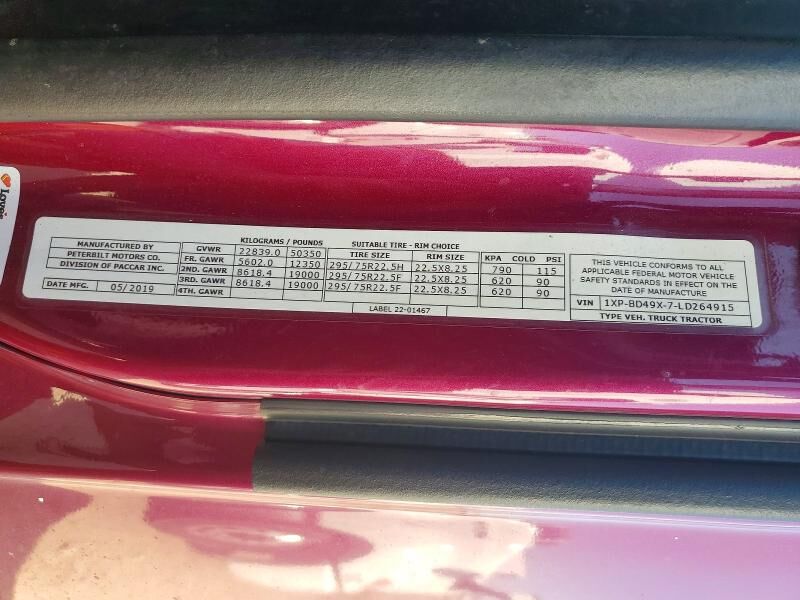 Love's
MANUFACTURED BY
PETERBILT MOTORS CO.
DIVISION OF PACCAR INC.
DATE MFG. 05/2019
KILOGRAMS / POUNDS SUITABLE TIRE - RIM CHOICE
GVWR 22839.0 50350 TIRE SIZE RIM SIZE KPA COLD PSI
FR. GAWR 5602.0 12350 295/75R22.5H 22.5X8.25 790 115
2ND. GAWR 8618.4 19000 295/75R22.5F 22.5X8.25 620 90
3RD. GAWR 8618.4 19000 295/75R22.5F 22.5X8.25 620 90
4TH. GAWR
LABEL 22-01467
THIS VEHICLE CONFORMS TO ALL
APPLICABLE FEDERAL MOTOR VEHICLE
SAFETY STANDARDS IN EFFECT ON THE
DATE OF MANUFACTURE
VIN 1XP-BD49X-7-LD264915
TYPE VEH. TRUCK TRACTOR